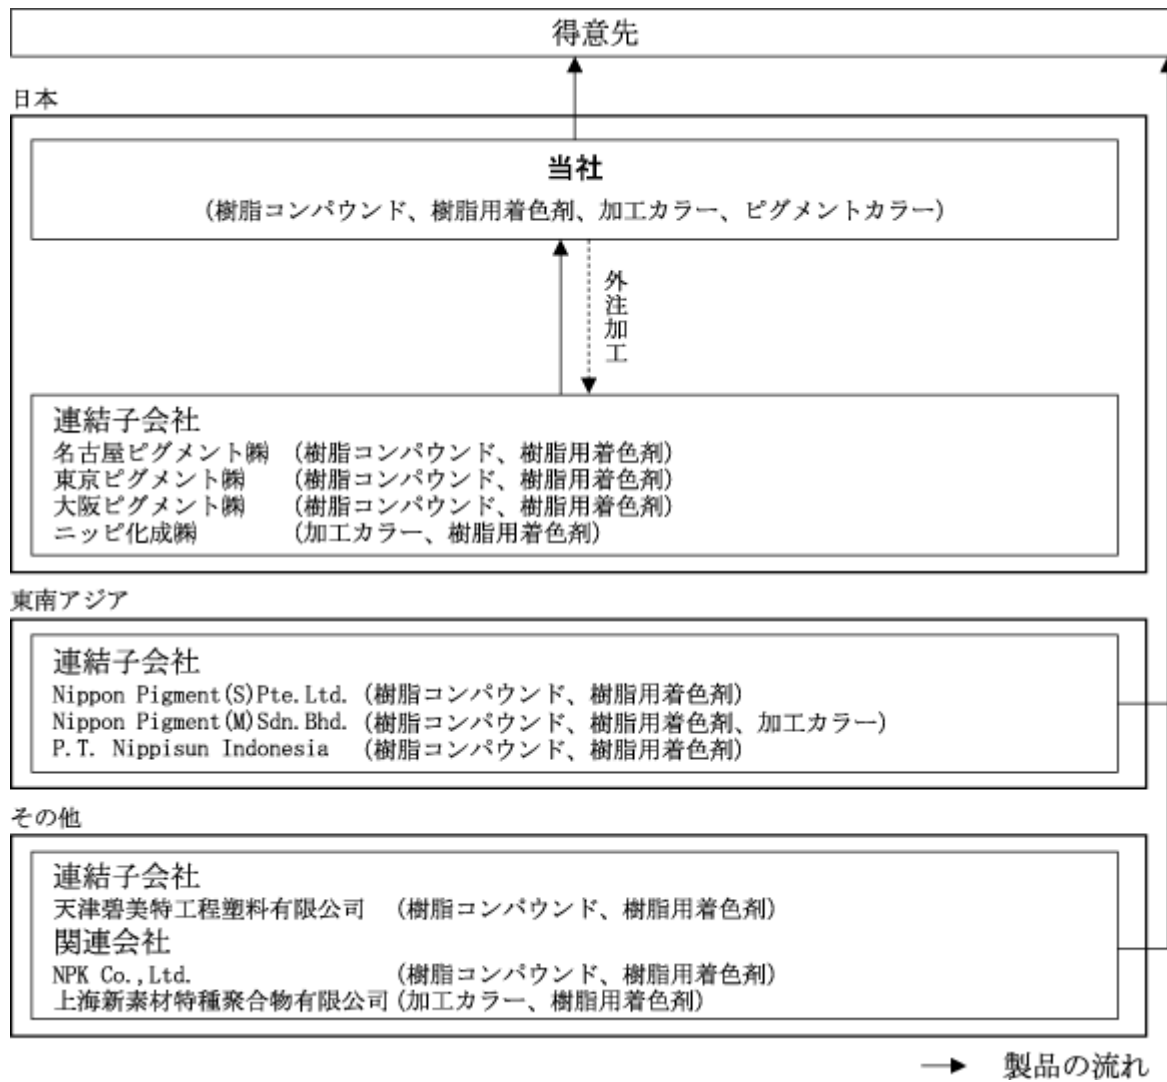 得意先
日本
当社
(樹脂コンパウンド、樹脂用着色剤、加工カラー、ピグメントカラー)
外注加工
連結子会社
名古屋ピグメント㈱ (樹脂コンパウンド、樹脂用着色剤)
東京ピグメント㈱ (樹脂コンパウンド、樹脂用着色剤)
大阪ピグメント㈱ (樹脂コンパウンド、樹脂用着色剤)
ニッピ化成㈱ (加工カラー、樹脂用着色剤)
東南アジア
連結子会社
Nippon Pigment(S)Pte.Ltd. (樹脂コンパウンド、樹脂用着色剤)
Nippon Pigment(M)Sdn.Bhd. (樹脂コンパウンド、樹脂用着色剤、加工カラー)
P.T. Nippisun Indonesia (樹脂コンパウンド、樹脂用着色剤)
その他
連結子会社
天津碧美特工程塑料有限公司 (樹脂コンパウンド、樹脂用着色剤)
関連会社
NPK Co.,Ltd. (樹脂コンパウンド、樹脂用着色剤)
上海新素材特種聚合物有限公司(加工カラー、樹脂用着色剤)
製品の流れ